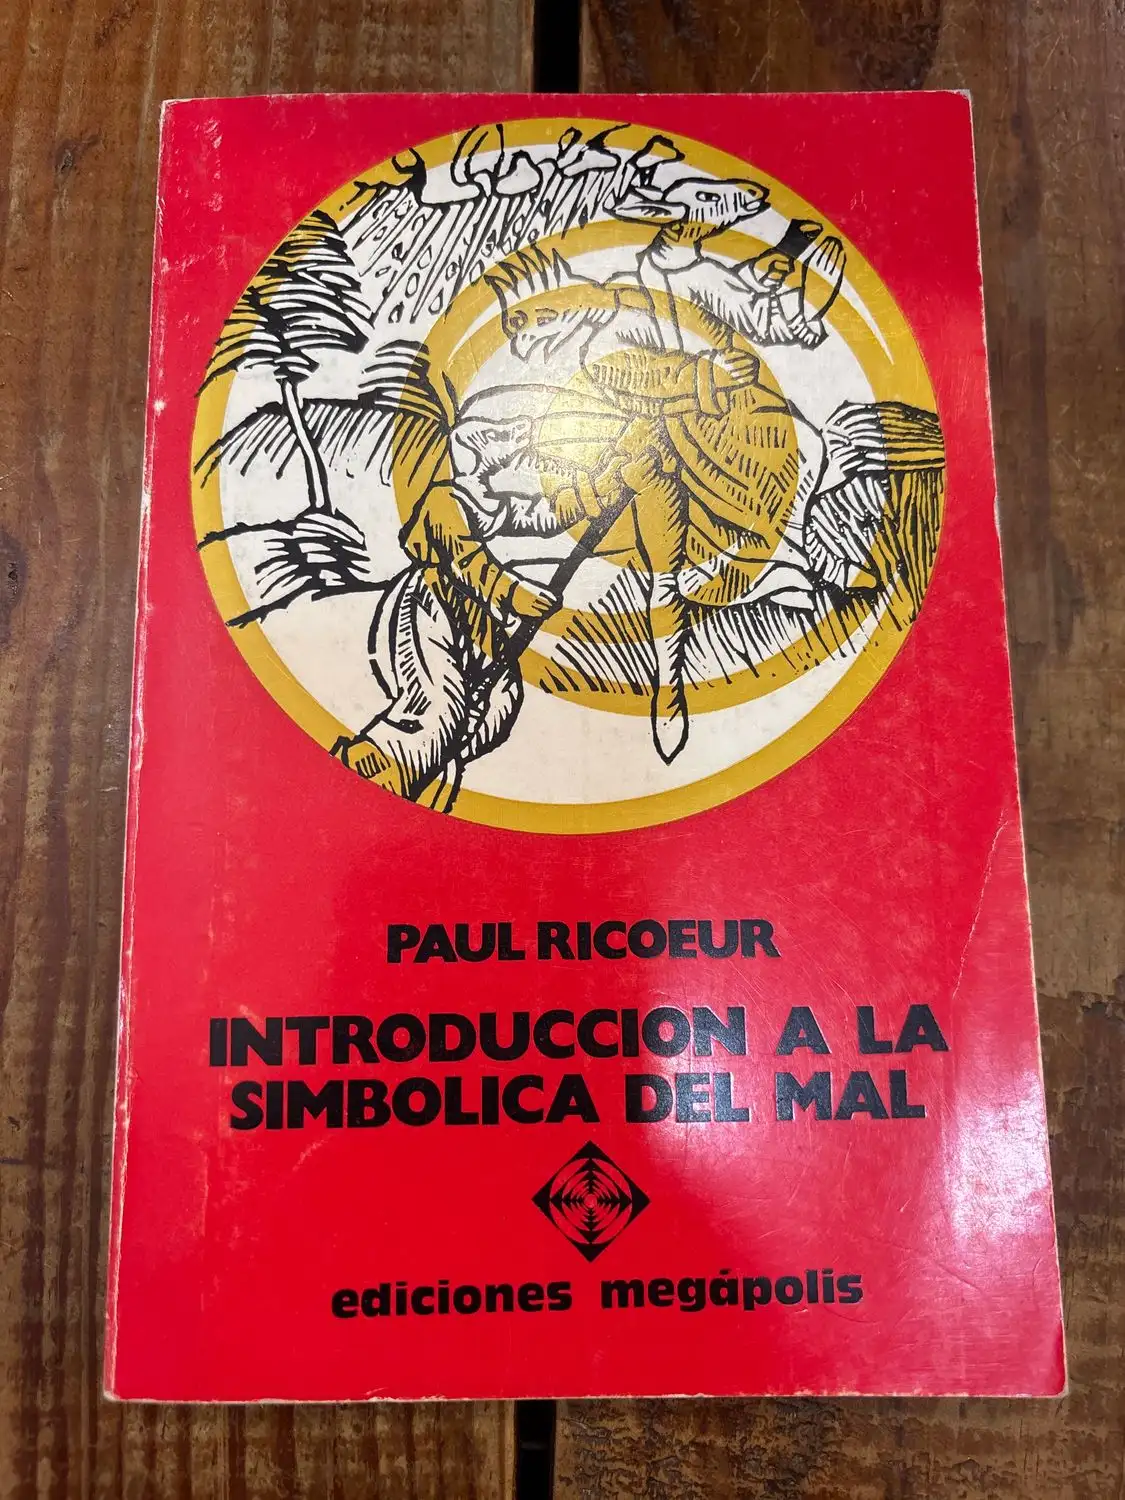 PAUL RICOEUR
INTRODUCCION A LA
SIMBOLICA DEL MAL
ediciones megápolis